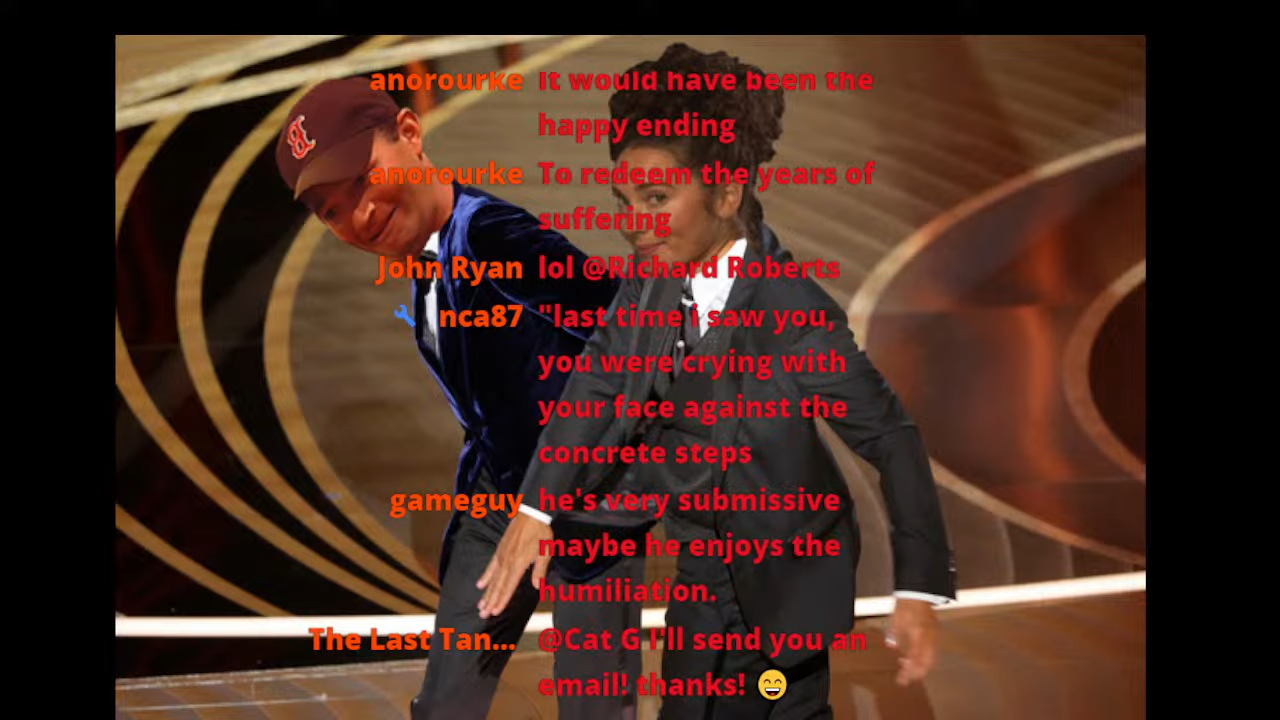 anorourke It would have been the
happy ending
anorourke To redeem the years of
suffering
John Ryan lol @Richard Roberts
nca87 "last time i saw you,
you were crying with
your face against the
concrete steps
gameguy he's very submissive
maybe he enjoys the
humiliation.
The Last Tan... @Cat G I'll send you an
email! thanks! 😄
B